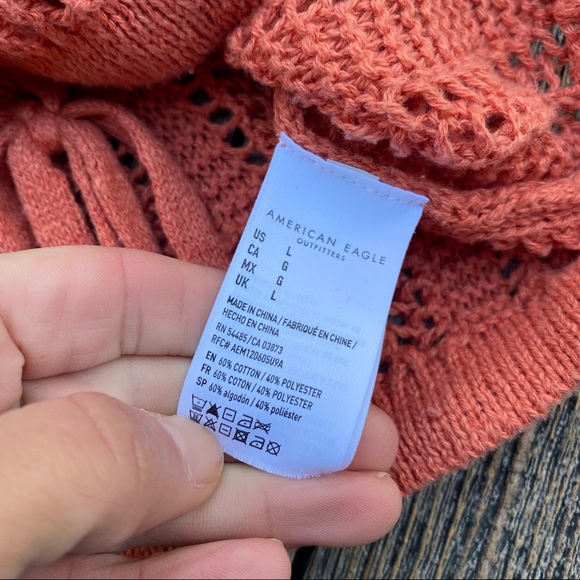 AMERICAN EAGLE
OUTFITTERS
US L
CA G
MX G
UK L
MADE IN CHINA / FABRIQUÉ EN CHINE /
HECHO EN CHINA
RN 54485/CA 03873
RFC# AEM120605U9A
EN 60% COTTON / 40% POLYESTER
FR 60% COTON / 40% POLYESTER
SP 60% algodón / 40% poliéster